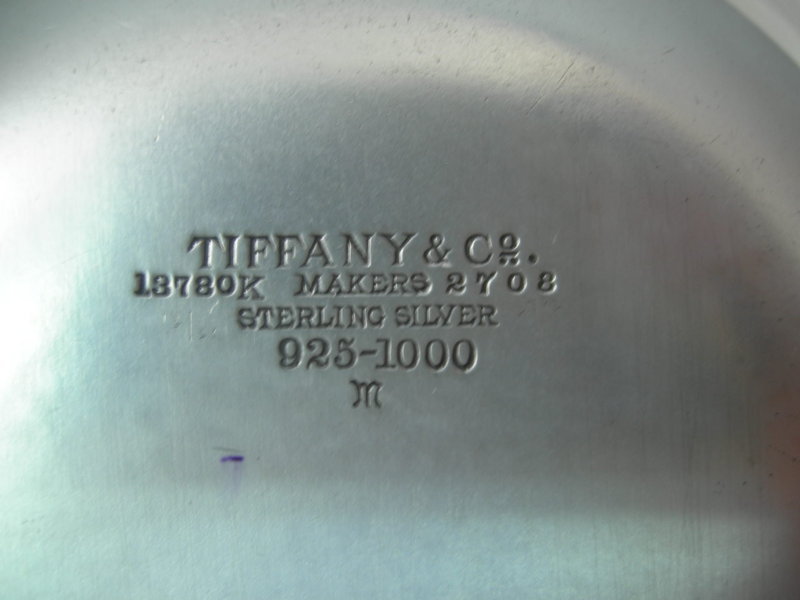 TIFFANY & Co.
13780K MAKERS 2708
STERLING SILVER
925-1000
M